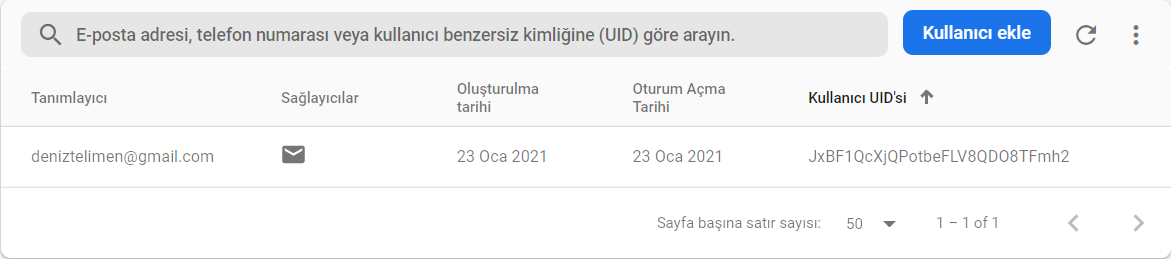 E-posta adresi, telefon numarası veya kullanıcı benzersiz kimliğine (UID) göre arayın.
Kullanıcı ekle
Tanımlayıcı
Sağlayıcılar
Oluşturulma
tarihi
Oturum Açma
Tarihi
Kullanıcı UID'si
deniztelimen@gmail.com
23 Oca 2021
23 Oca 2021
JxBF1QcXjQPotbeFLV8QDO8TFmh2
Sayfa başına satır sayısı:
50
1 – 1 of 1